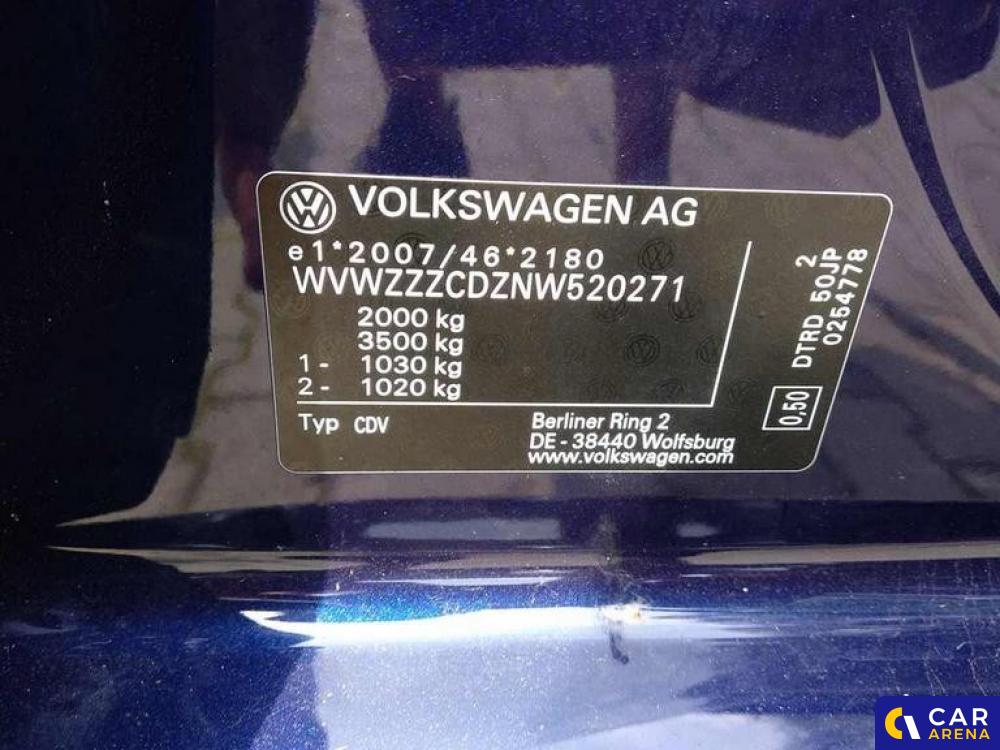 VOLKSWAGEN AG
e1*2007/46*2180
WVWZZZCDZNW520271
2000 kg
3500 kg
1 - 1030 kg
2 - 1020 kg
Typ CDV
Berliner Ring 2
DE - 38440 Wolfsburg
www.volkswagen.com
2
DTRD 50JP
0254778
0,50
CAR
ARENA